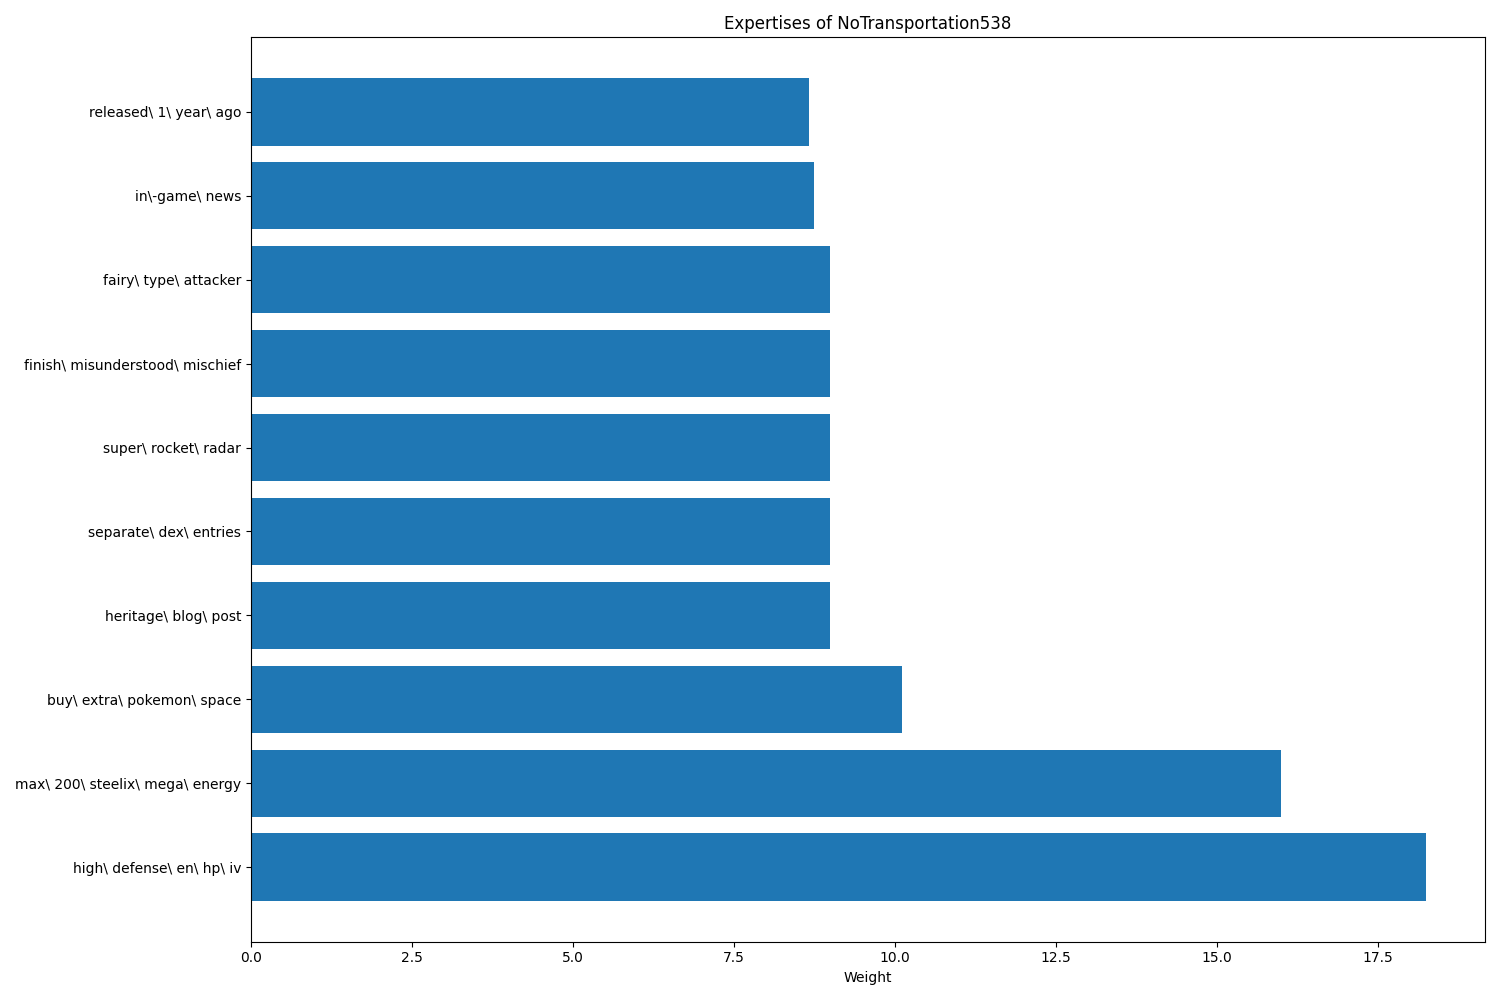 Expertises of NoTransportation538
released\ 1\ year\ ago
in\-game\ news
fairy\ type\ attacker
finish\ misunderstood\ mischief
super\ rocket\ radar
separate\ dex\ entries
heritage\ blog\ post
buy\ extra\ pokemon\ space
max\ 200\ steelix\ mega\ energy
high\ defense\ en\ hp\ iv
0.0 2.5 5.0 7.5 10.0 12.5 15.0 17.5
Weight